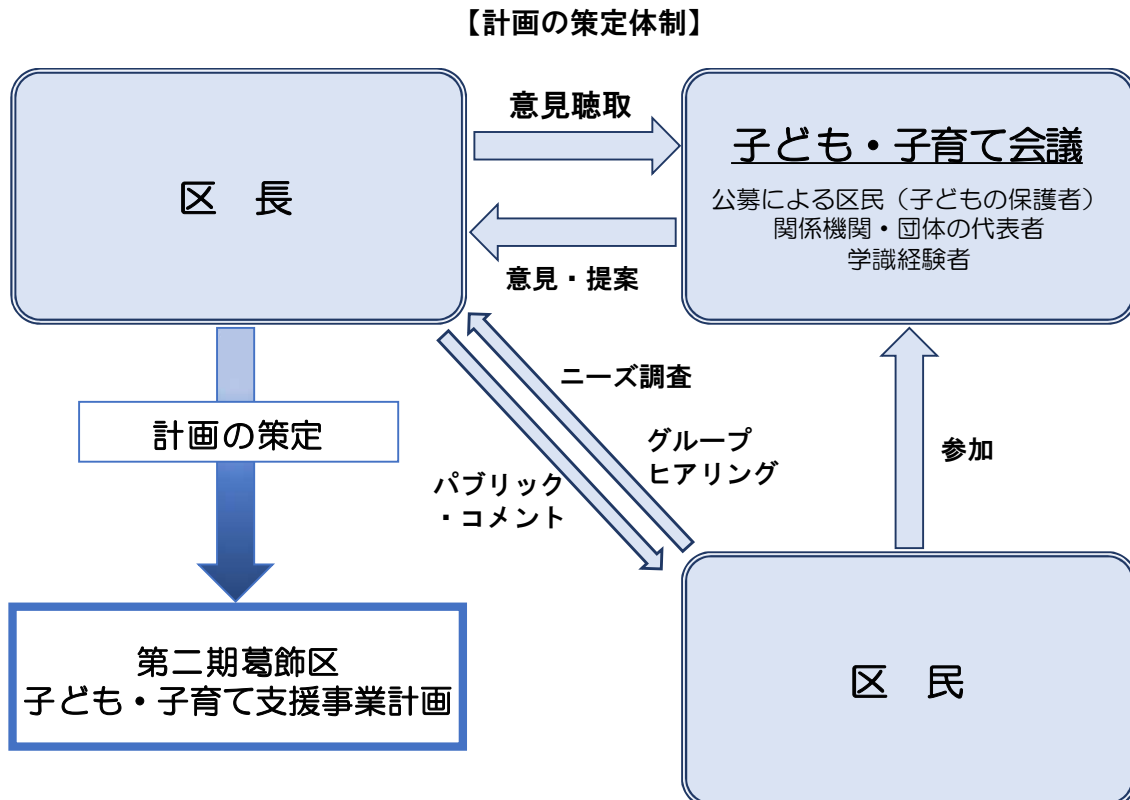 【計画の策定体制】
意見聴取
区 長
子ども・子育て会議
公募による区民（子どもの保護者）
関係機関・団体の代表者
学識経験者
意見・提案
ニーズ調査
計画の策定
グループ
ヒアリング
参加
パブリック
・コメント
第二期葛飾区
子ども・子育て支援事業計画
区 民